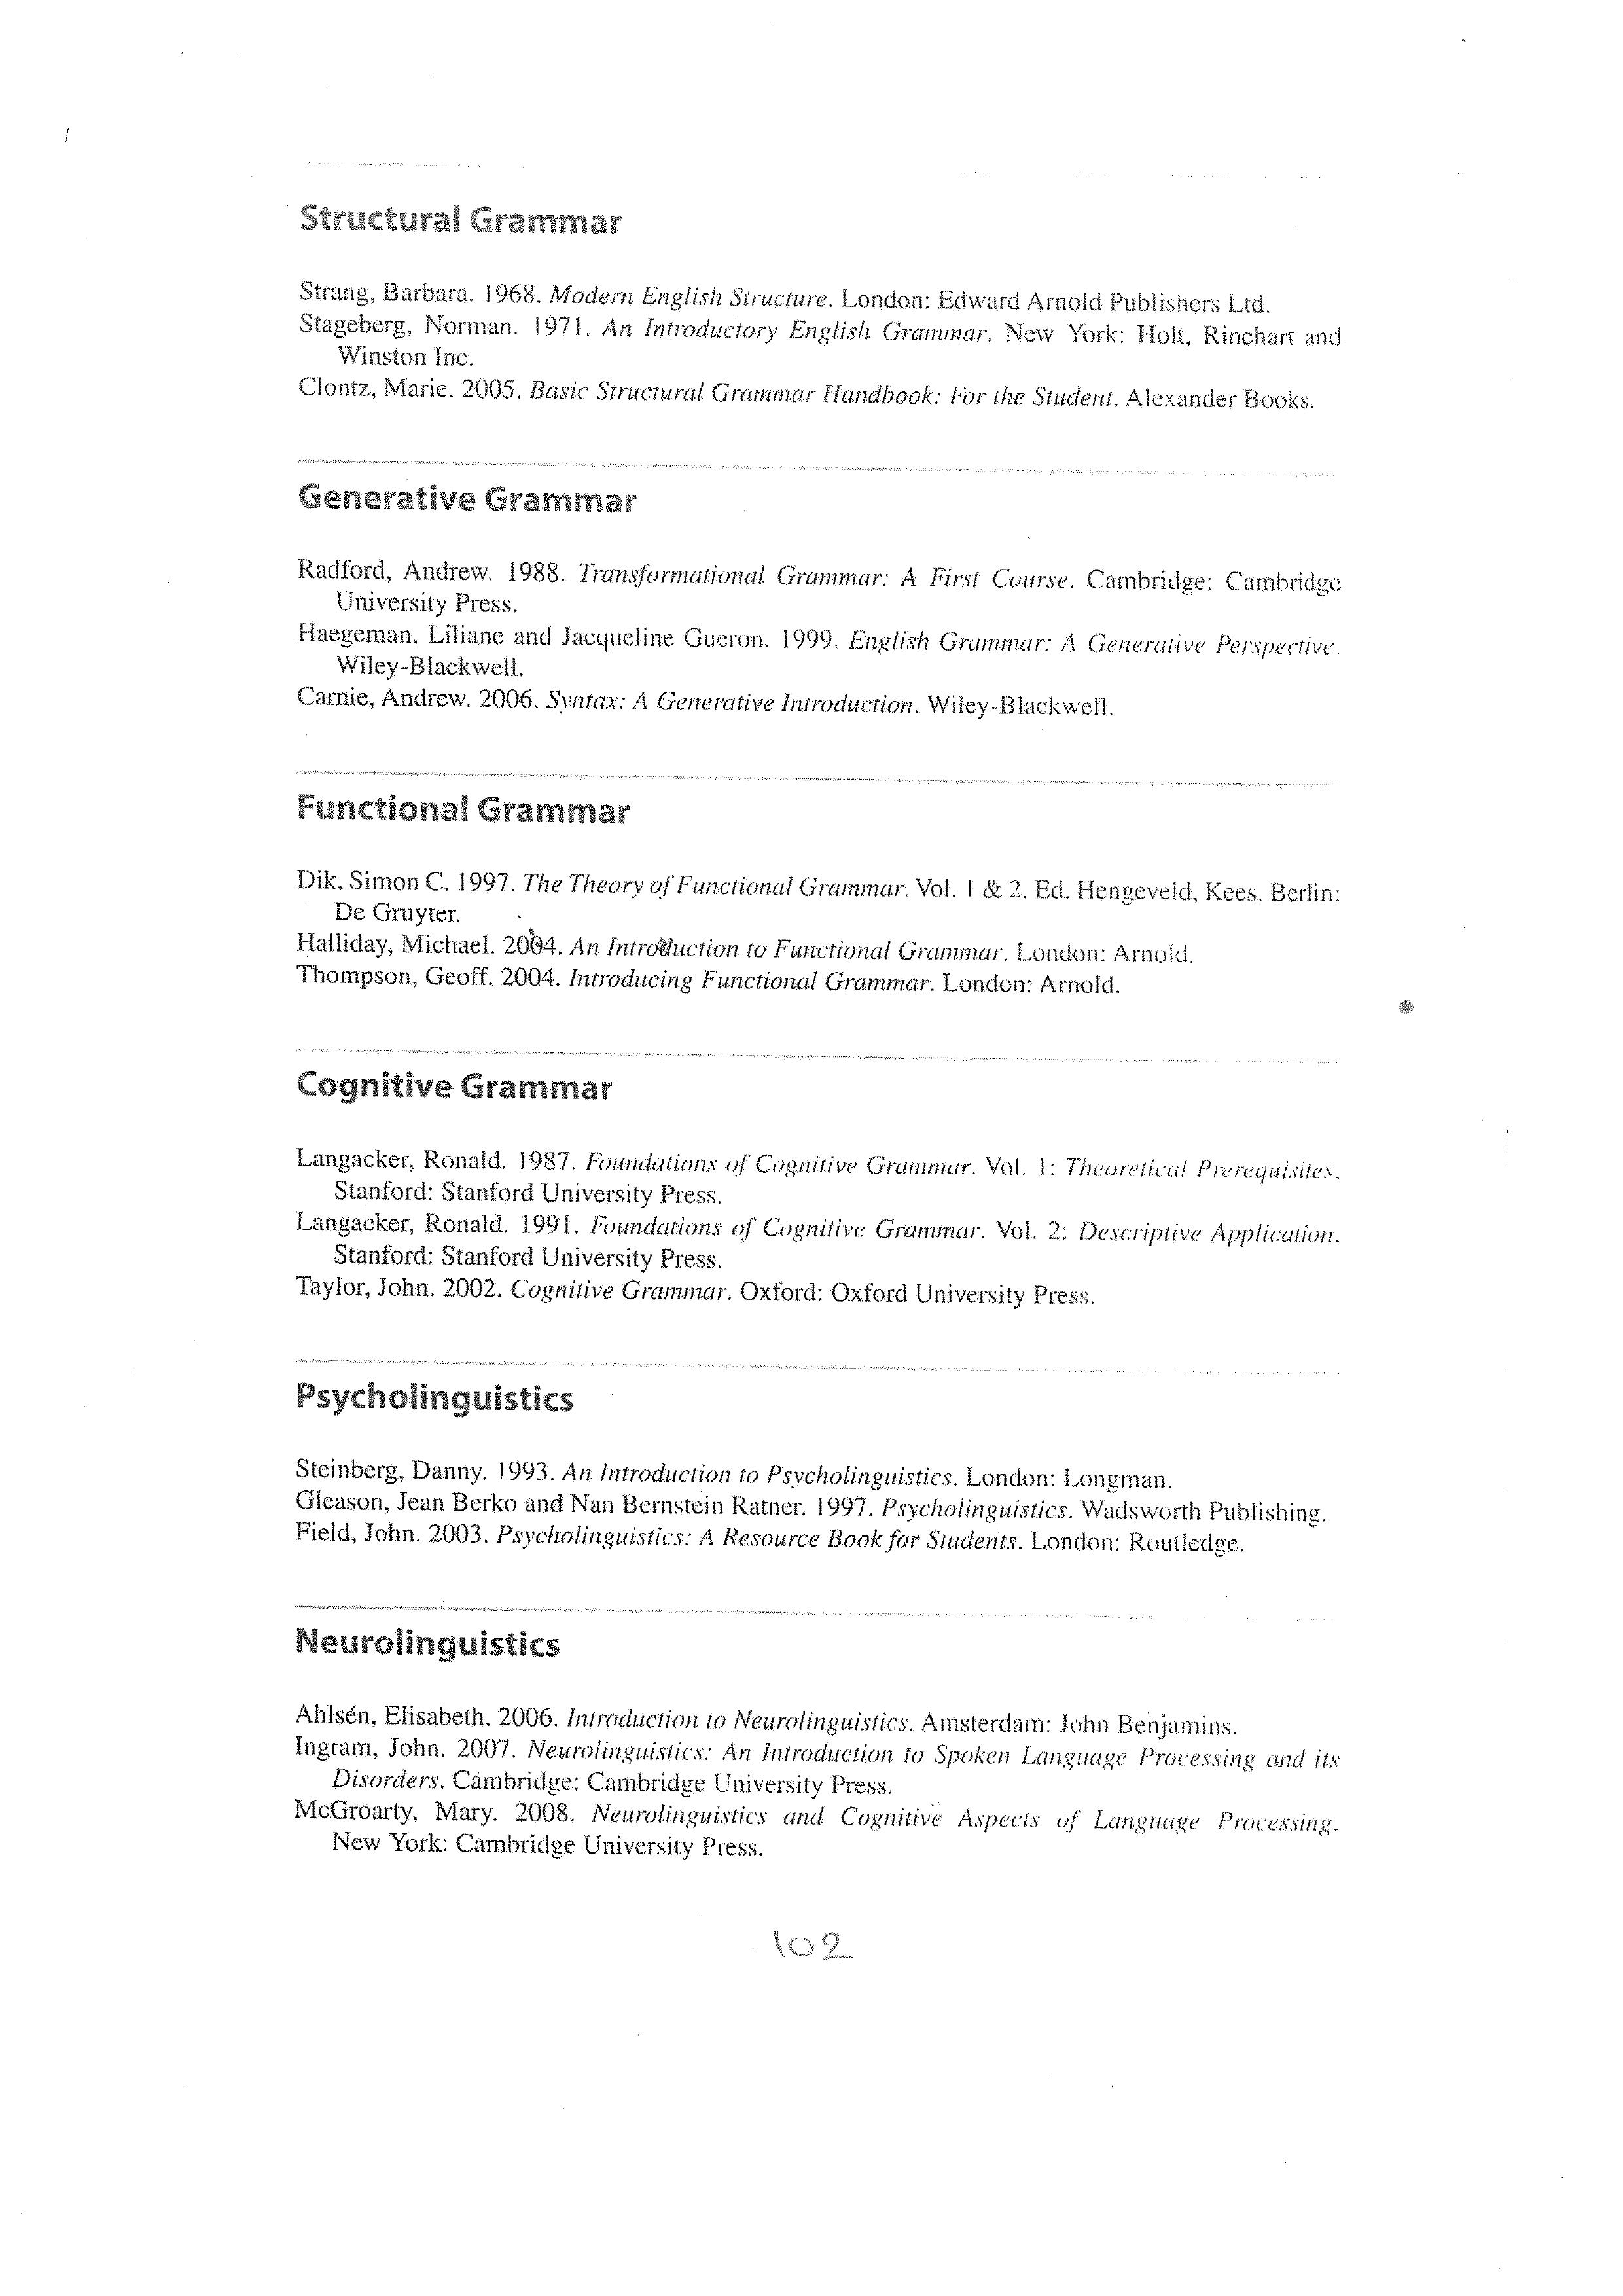 Structural Grammar
Strang, Barbara. 1968. Modern English Structure. London: Edward Arnold Publishers Ltd.
Stageberg, Norman. 1971. An Introductory English Grammar. New York: Holt, Rinehart and
Winston Inc.
Clontz, Marie. 2005. Basic Structural Grammar Handbook: For the Student. Alexander Books.
Generative Grammar
Radford, Andrew. 1988. Transformational Grammar: A First Course. Cambridge: Cambridge
University Press.
Haegeman, Liliane and Jacqueline Gueron. 1999. English Grammar: A Generative Perspective.
Wiley-Blackwell.
Carnie, Andrew. 2006. Syntax: A Generative Introduction. Wiley-Blackwell.
Functional Grammar
Dik, Simon C. 1997. The Theory of Functional Grammar. Vol. 1 & 2. Ed. Hengeveld, Kees. Berlin:
De Gruyter.
Halliday, Michael. 2004. An Introduction to Functional Grammar. London: Arnold.
Thompson, Geoff. 2004. Introducing Functional Grammar. London: Arnold.
Cognitive Grammar
Langacker, Ronald. 1987. Foundations of Cognitive Grammar. Vol. 1: Theoretical Prerequisites.
Stanford: Stanford University Press.
Langacker, Ronald. 1991. Foundations of Cognitive Grammar. Vol. 2: Descriptive Application.
Stanford: Stanford University Press.
Taylor, John. 2002. Cognitive Grammar. Oxford: Oxford University Press.
Psycholinguistics
Steinberg, Danny. 1993. An Introduction to Psycholinguistics. London: Longman.
Gleason, Jean Berko and Nan Bernstein Ratner. 1997. Psycholinguistics. Wadsworth Publishing.
Field, John. 2003. Psycholinguistics: A Resource Book for Students. London: Routledge.
Neurolinguistics
Ahlsén, Elisabeth. 2006. Introduction to Neurolinguistics. Amsterdam: John Benjamins.
Ingram, John. 2007. Neurolinguistics: An Introduction to Spoken Language Processing and its
Disorders. Cambridge: Cambridge University Press.
McGroarty, Mary. 2008. Neurolinguistics and Cognitive Aspects of Language Processing.
New York: Cambridge University Press.
102